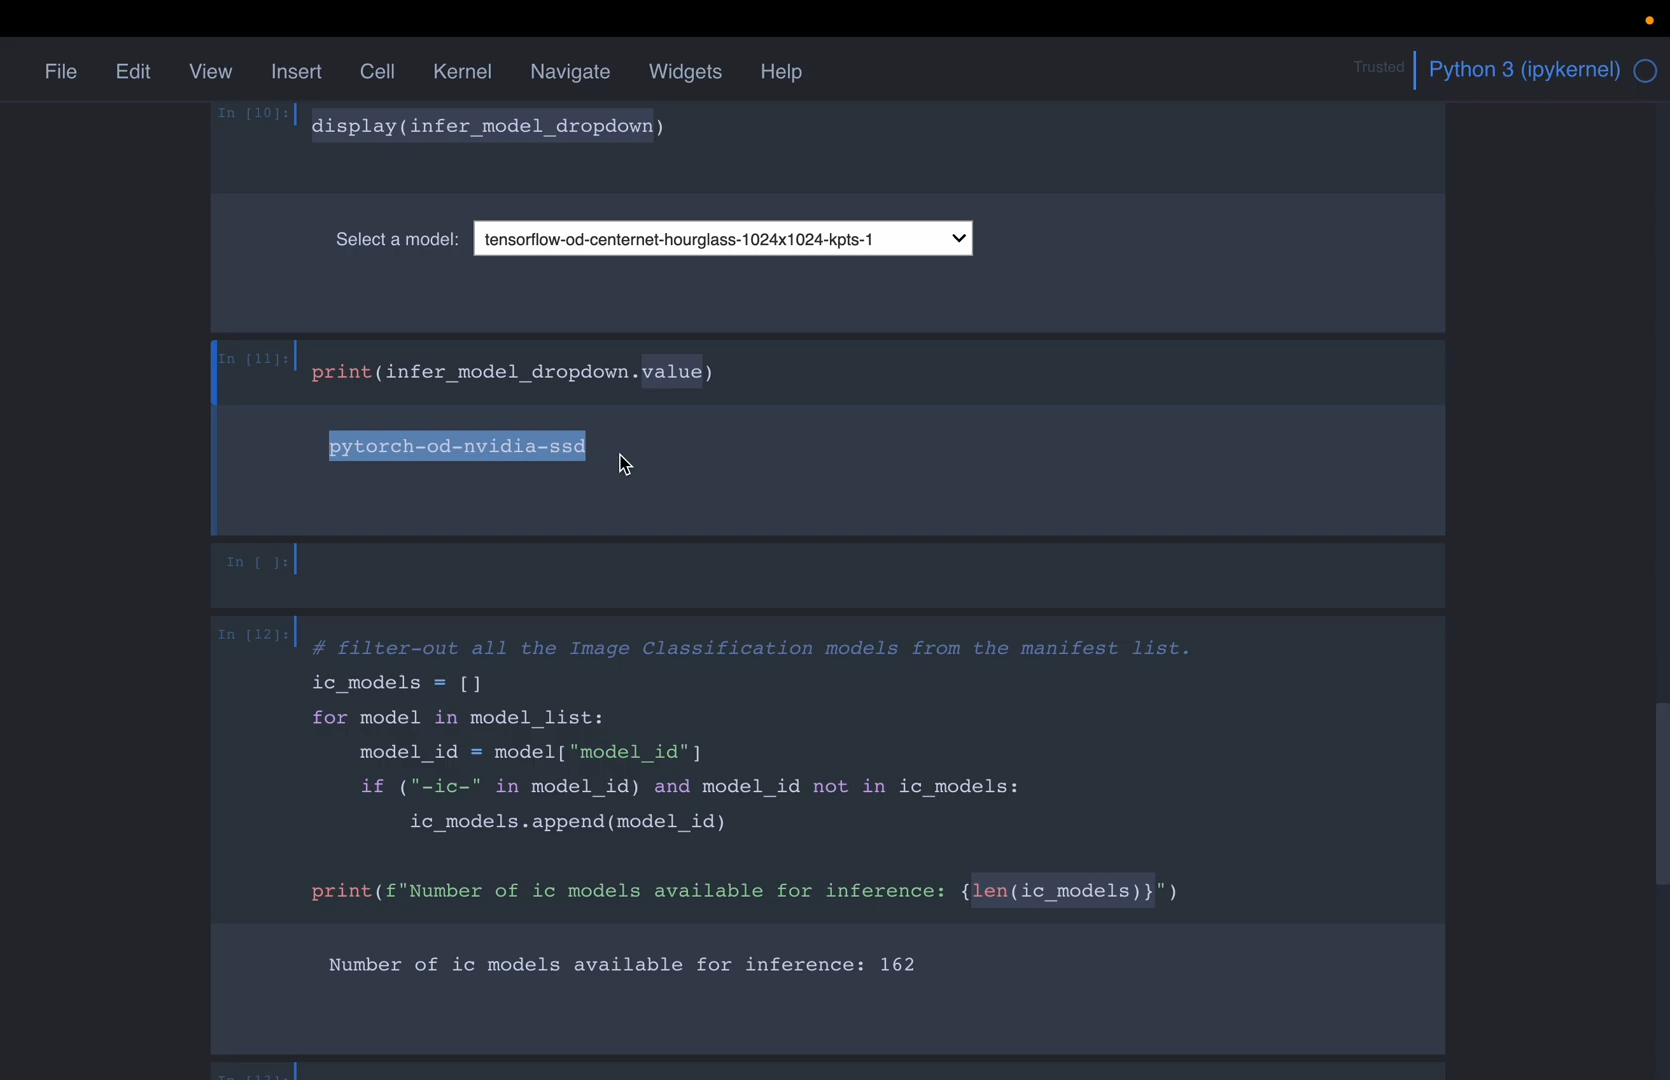 File Edit View Insert Cell Kernel Navigate Widgets Help Trusted Python 3 (ipykernel)
In [10]: display(infer_model_dropdown)
Select a model: tensorflow-od-centernet-hourglass-1024x1024-kpts-1
In [11]: print(infer_model_dropdown.value)
pytorch-od-nvidia-ssd
In [ ]:
In [12]: # filter-out all the Image Classification models from the manifest list.
ic_models = []
for model in model_list:
    model_id = model["model_id"]
    if ("-ic-" in model_id) and model_id not in ic_models:
        ic_models.append(model_id)
print(f"Number of ic models available for inference: {len(ic_models)}")
Number of ic models available for inference: 162
In [13]: